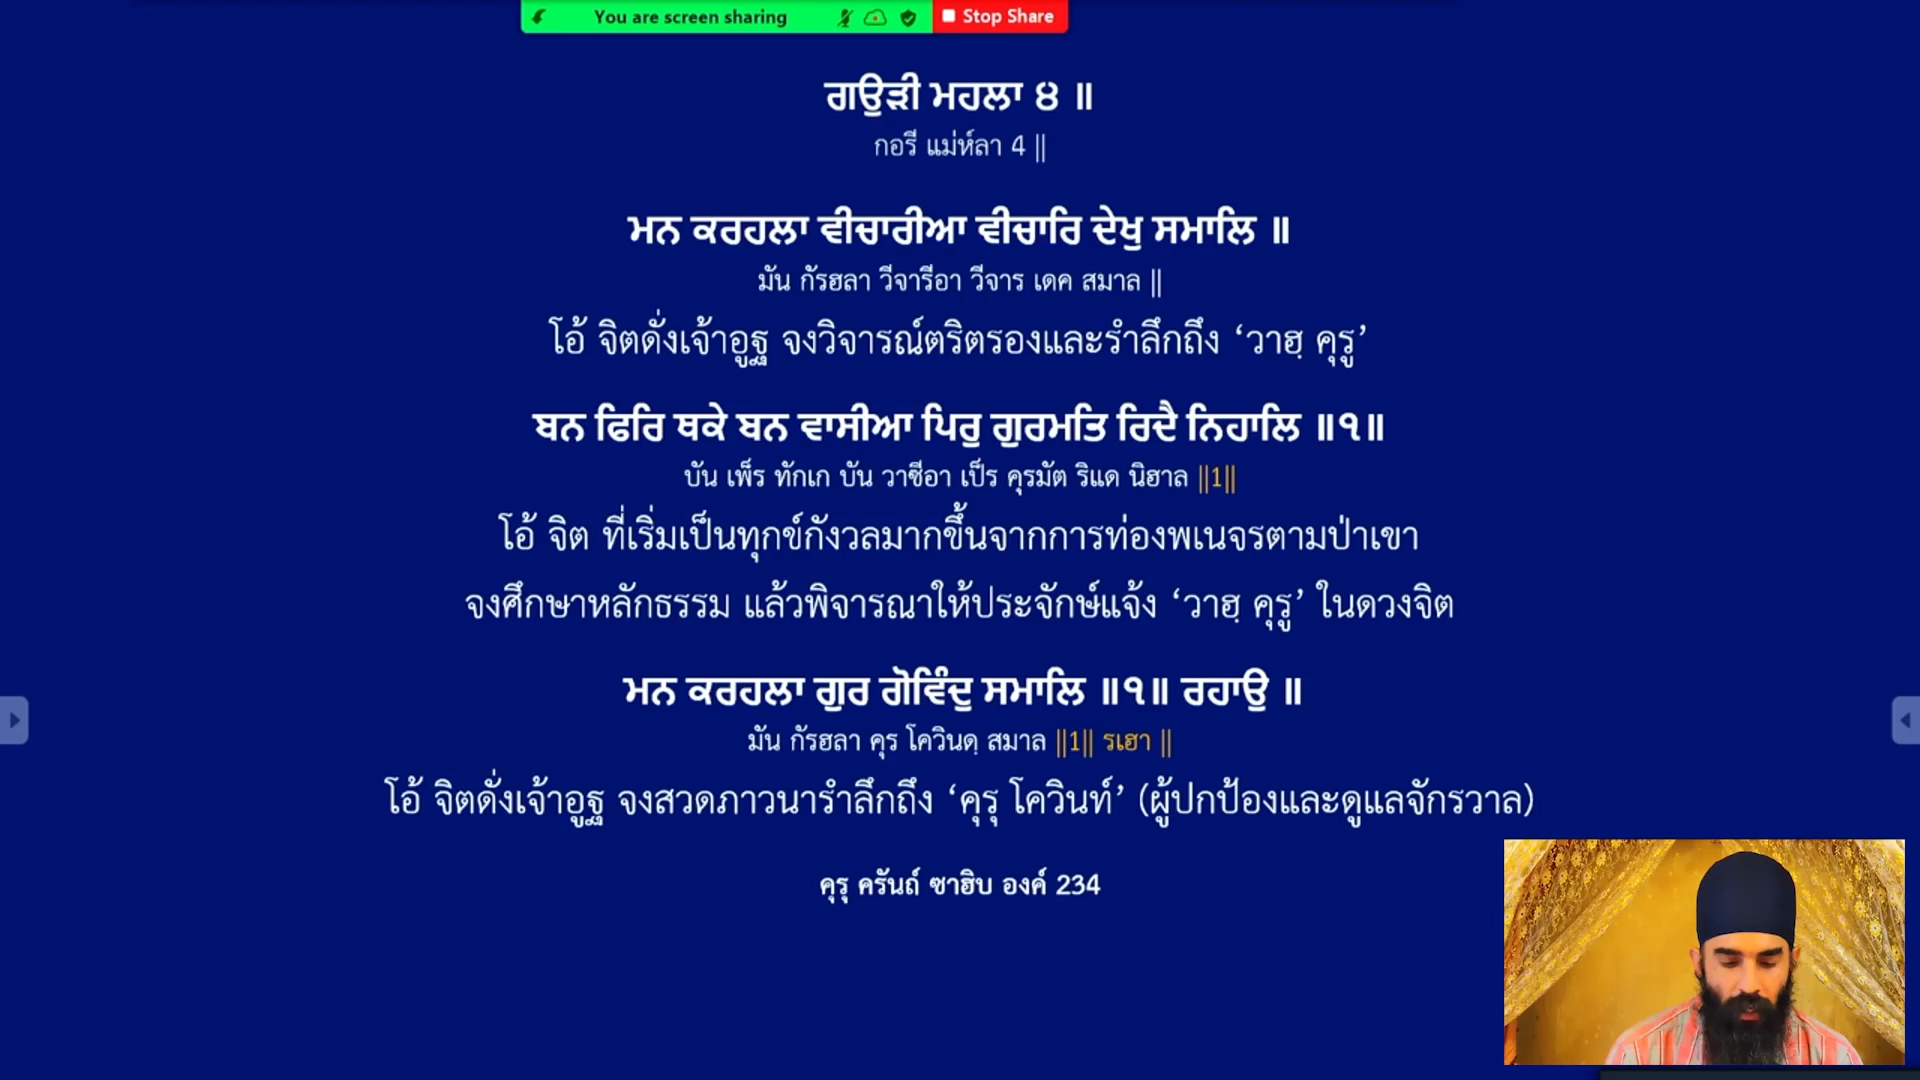 You are screen sharing
Stop Share
ਗਉੜੀ ਮਹਲਾ ੪ ॥
กอรี แม่ห์ลา 4 ||
ਮਨ ਕਰਹਲਾ ਵੀਚਾਰੀਆ ਵੀਚਾਰਿ ਦੇਖੁ ਸਮਾਲਿ ॥
มัน กัรฮลา วีจารีอา วีจาร เดค สมาล ||
โอ้ จิตดั่งเจ้าอูฐ จงวิจารณ์ตริตรองและรำลึกถึง ‘วาฮฺ คุรู’
ਬਨ ਫਿਰਿ ਥਕੇ ਬਨ ਵਾਸੀਆ ਪਿਰੁ ਗੁਰਮਤਿ ਰਿਦੈ ਨਿਹਾਲਿ ॥੧॥
บัน เพ็ร ทักเก บัน วาซีอา เป็ร คุรมัต ริแด นิฮาล ||1||
โอ้ จิต ที่เริ่มเป็นทุกข์กังวลมากขึ้นจากการท่องพเนจรตามป่าเขา
จงศึกษาหลักธรรม แล้วพิจารณาให้ประจักษ์แจ้ง ‘วาฮฺ คุรู’ ในดวงจิต
ਮਨ ਕਰਹਲਾ ਗੁਰ ਗੋਵਿੰਦੁ ਸਮਾਲਿ ॥੧॥ ਰਹਾਉ ॥
มัน กัรฮลา คุร โควินดฺ สมาล ||1|| รเฮา ||
โอ้ จิตดั่งเจ้าอูฐ จงสวดภาวนารำลึกถึง ‘คุรุ โควินท์’ (ผู้ปกป้องและดูแลจักรวาล)
คุรุ ครันถ์ ซาฮิบ องค์ 234